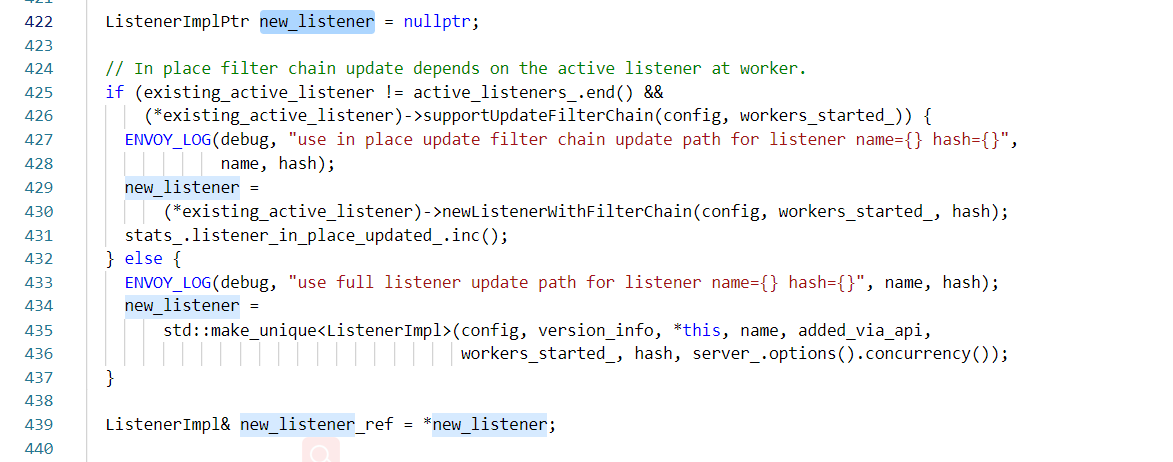 422 ListenerImplPtr new_listener = nullptr;
423
424 // In place filter chain update depends on the active listener at worker.
425 if (existing_active_listener != active_listeners_.end() &&
426 (*existing_active_listener)->supportUpdateFilterChain(config, workers_started_)) {
427 ENVOY_LOG(debug, "use in place update filter chain update path for listener name={} hash={}",
428 name, hash);
429 new_listener =
430 (*existing_active_listener)->newListenerWithFilterChain(config, workers_started_, hash);
431 stats_.listener_in_place_updated_.inc();
432 } else {
433 ENVOY_LOG(debug, "use full listener update path for listener name={} hash={}", name, hash);
434 new_listener =
435 std::make_unique<ListenerImpl>(config, version_info, *this, name, added_via_api,
436 workers_started_, hash, server_.options().concurrency());
437 }
438
439 ListenerImpl& new_listener_ref = *new_listener;
440